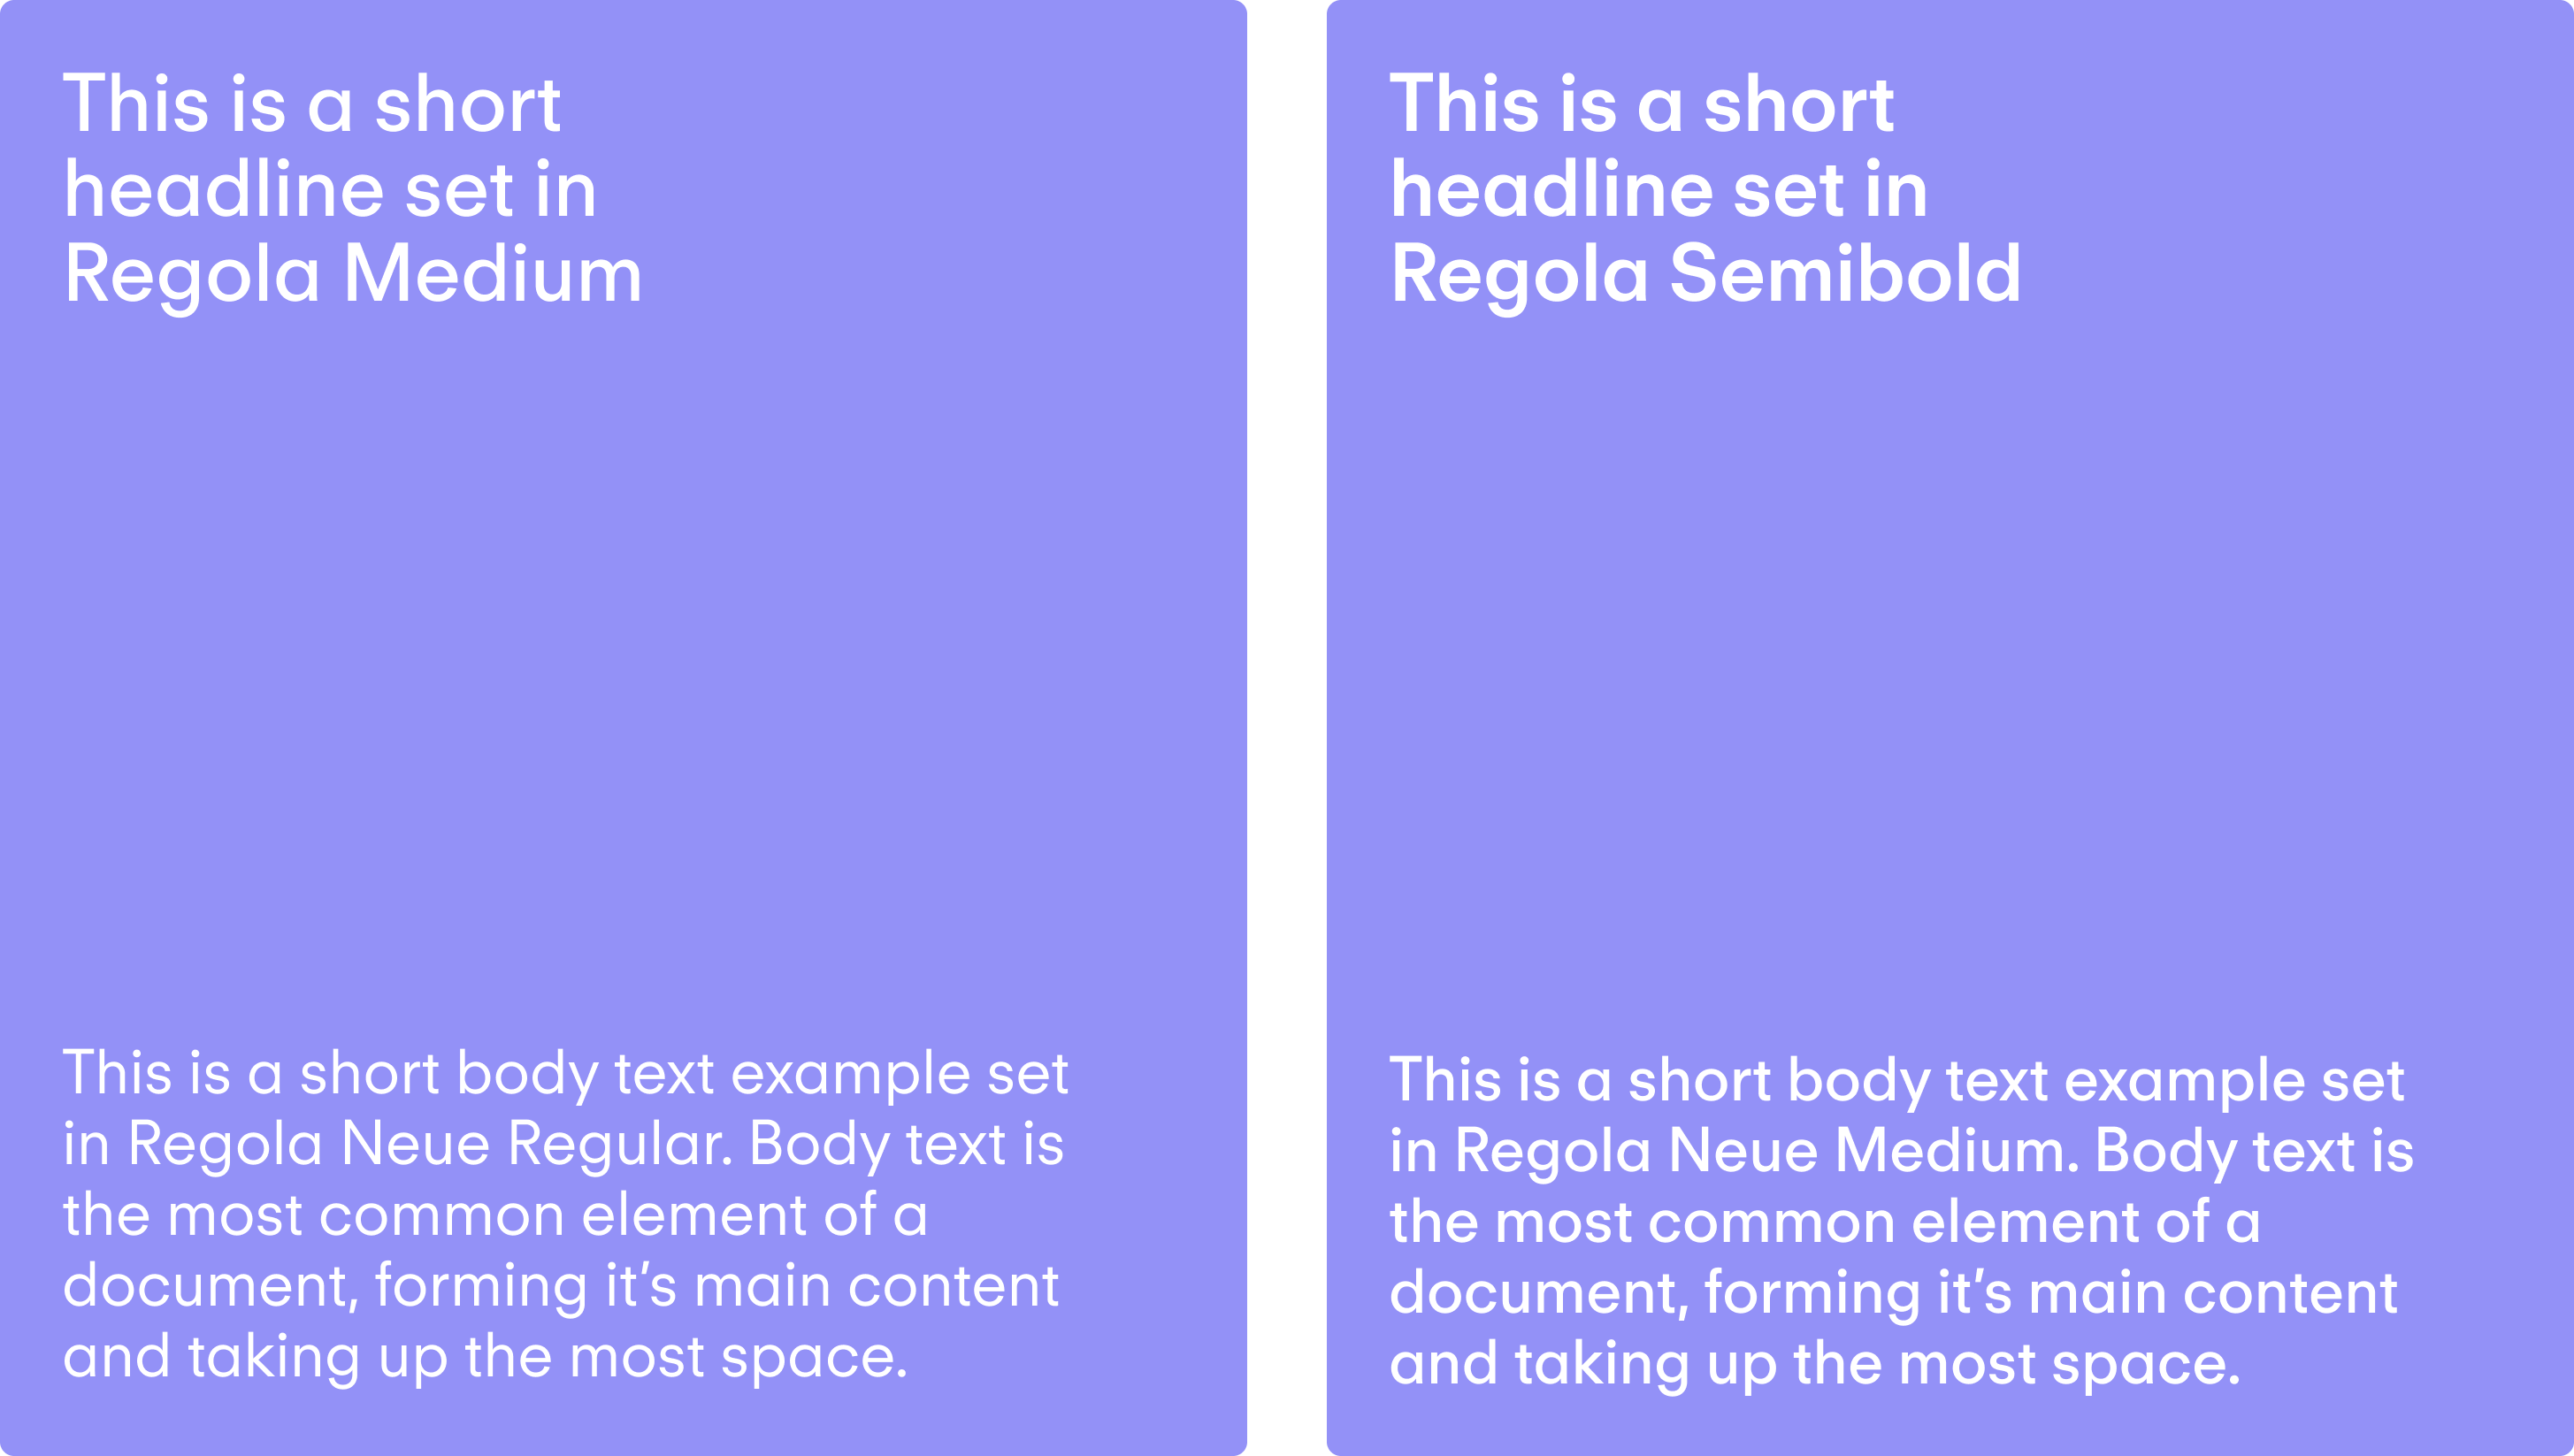 This is a short
headline set in
Regola Medium
This is a short body text example set
in Regola Neue Regular. Body text is
the most common element of a
document, forming it’s main content
and taking up the most space.
This is a short
headline set in
Regola Semibold
This is a short body text example set
in Regola Neue Medium. Body text is
the most common element of a
document, forming it’s main content
and taking up the most space.